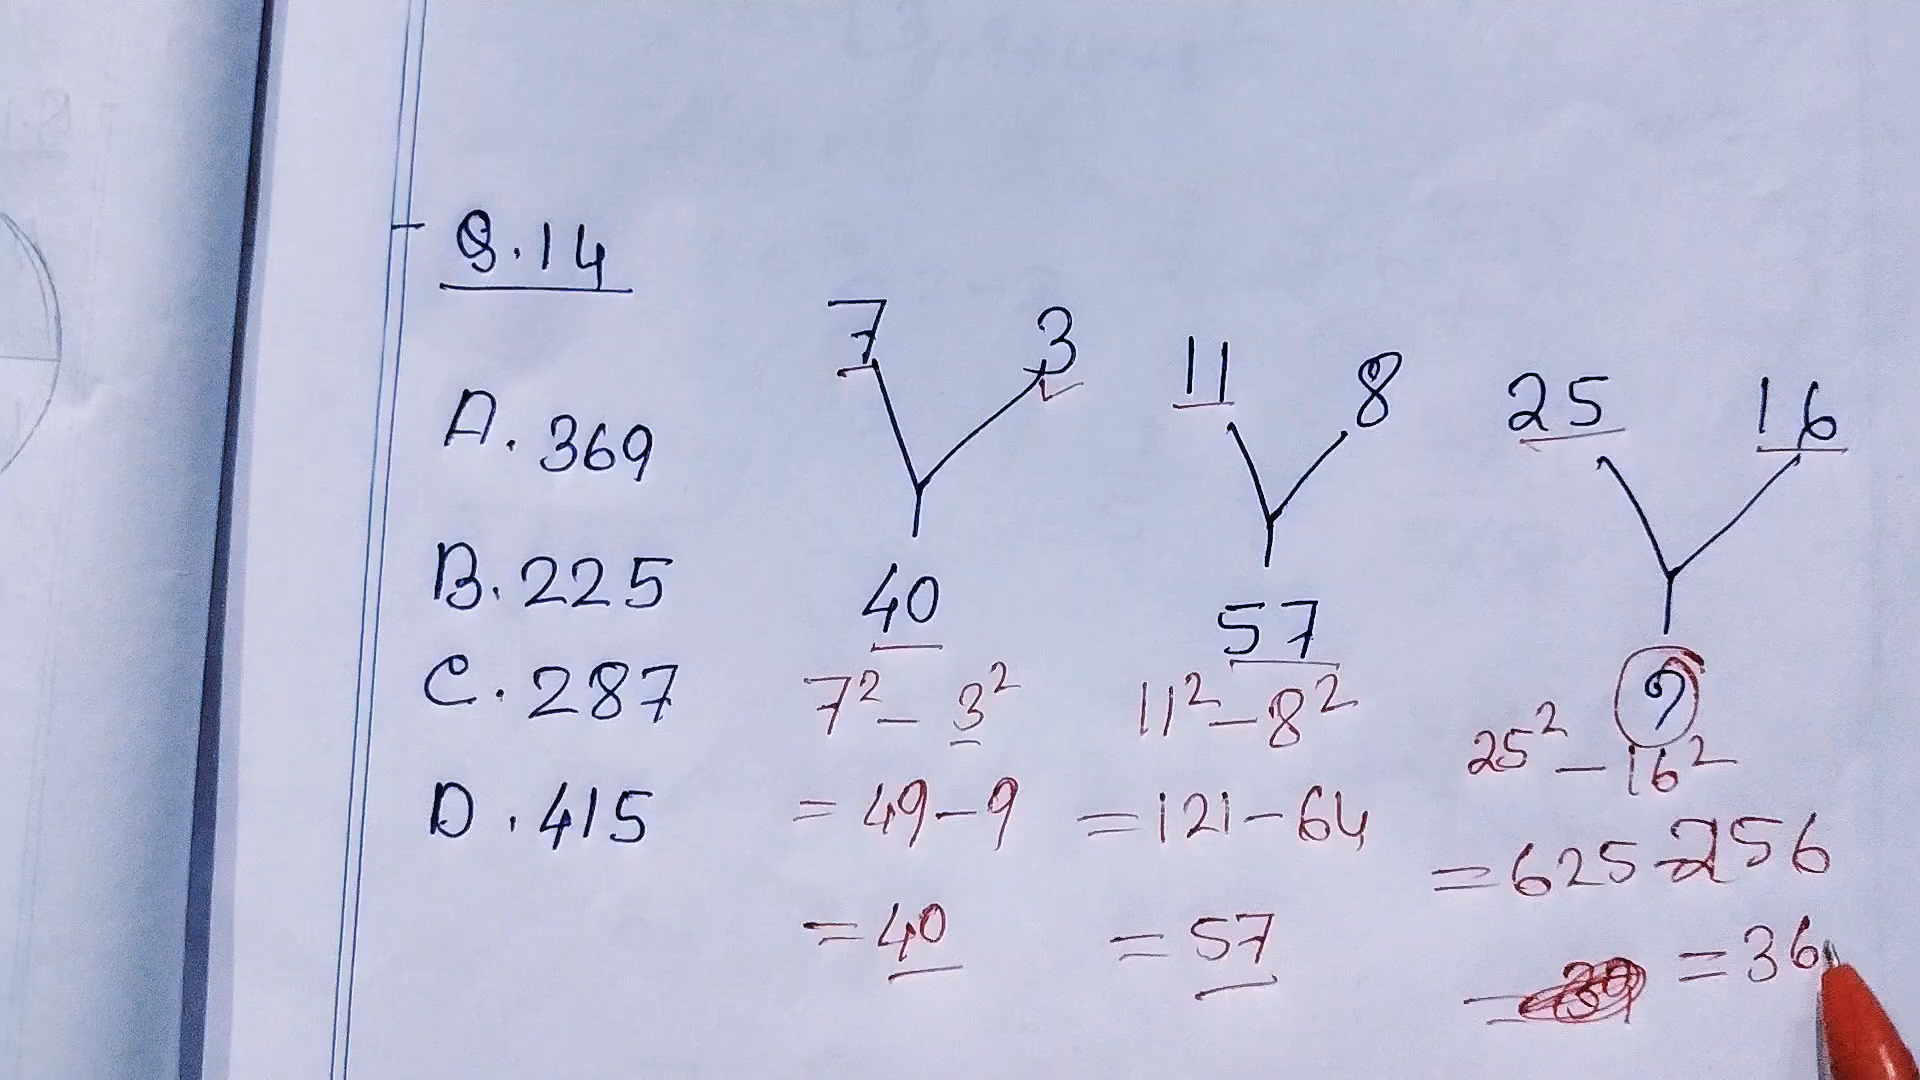 Q.14
A. 369
B. 225
C. 287
D. 415
7 3
40
7² - 3²
= 49 - 9
= 40
11 8
57
11² - 8²
= 121 - 64
= 57
25 16
?
25² - 16²
= 625 - 256
= 36